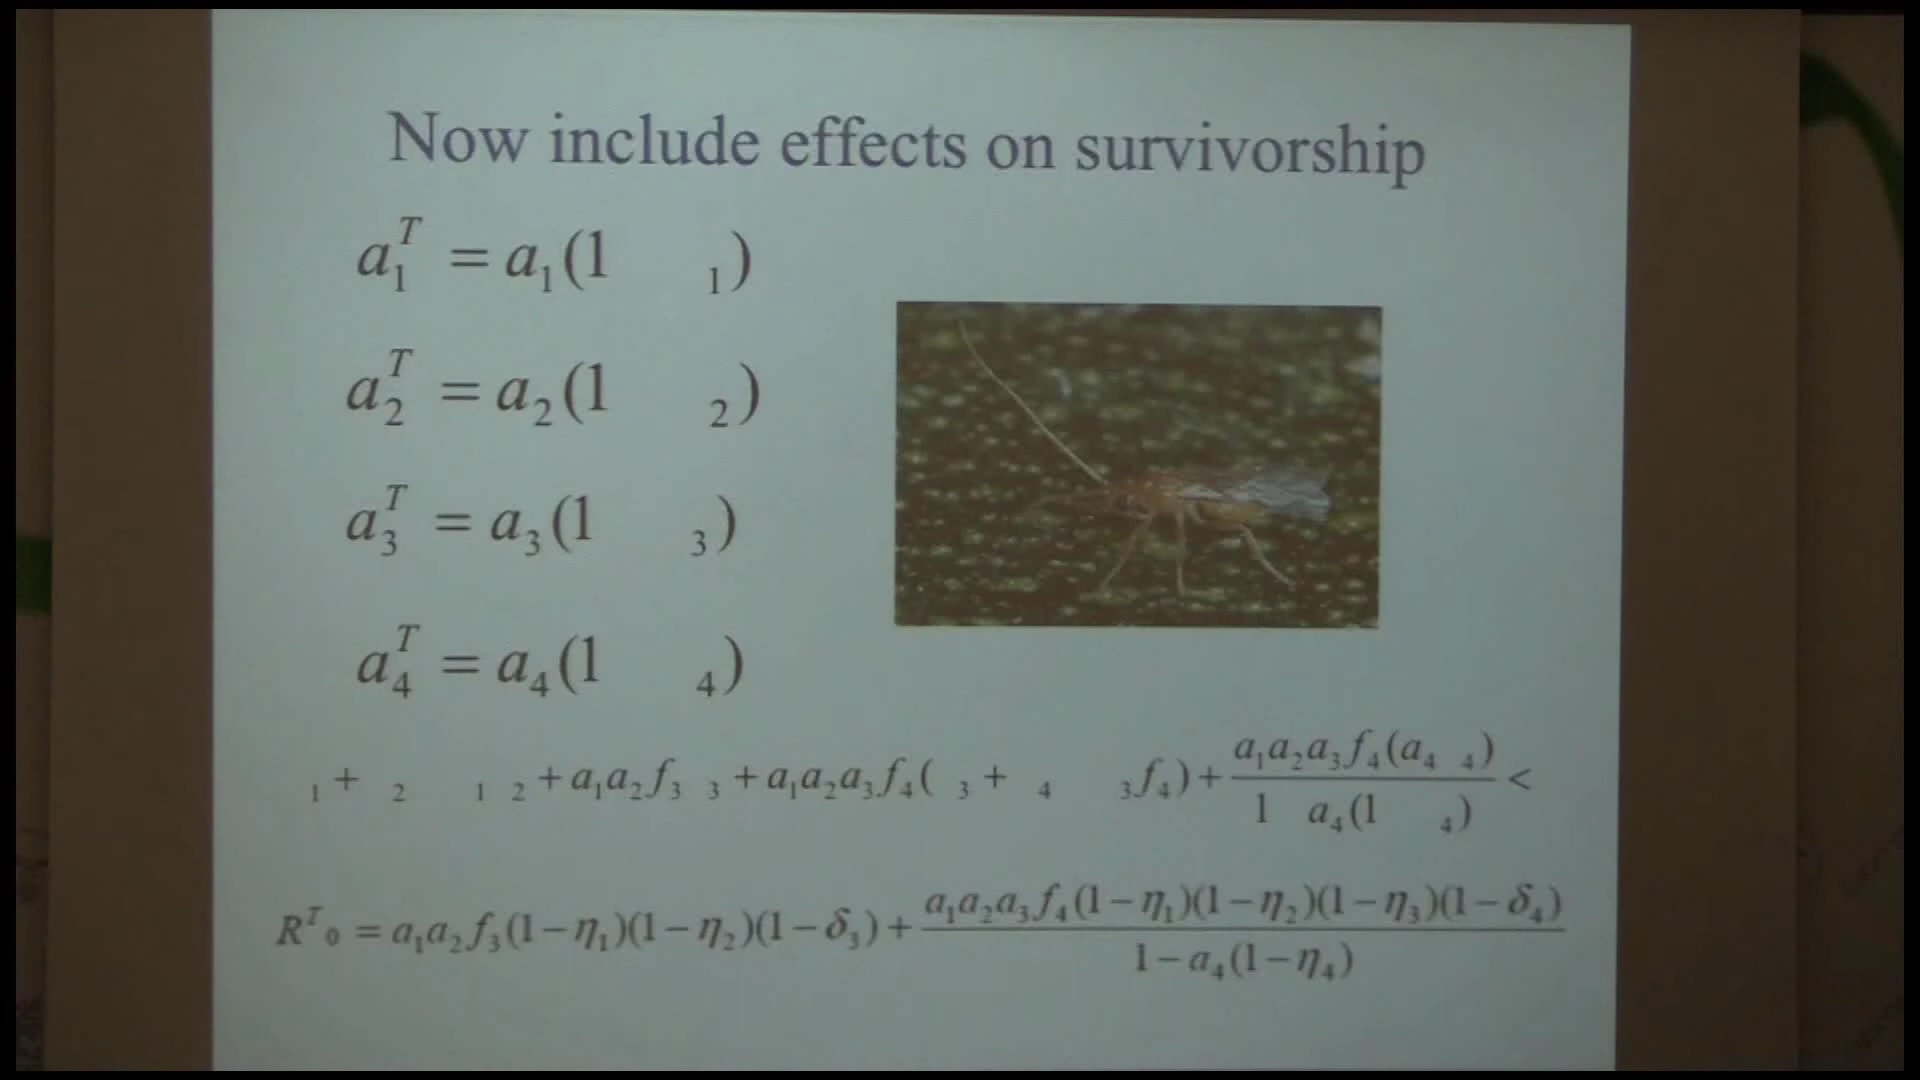 Now include effects on survivorship
a₁ᵀ = a₁(1 ₁)
a₂ᵀ = a₂(1 ₂)
a₃ᵀ = a₃(1 ₃)
a₄ᵀ = a₄(1 ₄)
₁ + ₂ ₁ ₂ + a₁a₂f₃ ₃ + a₁a₂a₃f₄( ₃ + ₄ ₃f₄) + a₁a₂a₃f₄(a₄ ₄) / 1 a₄(1 ₄) <
Rᵀ₀ = a₁a₂f₃(1−η₁)(1−η₂)(1−δ₃) + a₁a₂a₃f₄(1−η₁)(1−η₂)(1−η₃)(1−δ₄) / 1−a₄(1−η₄)